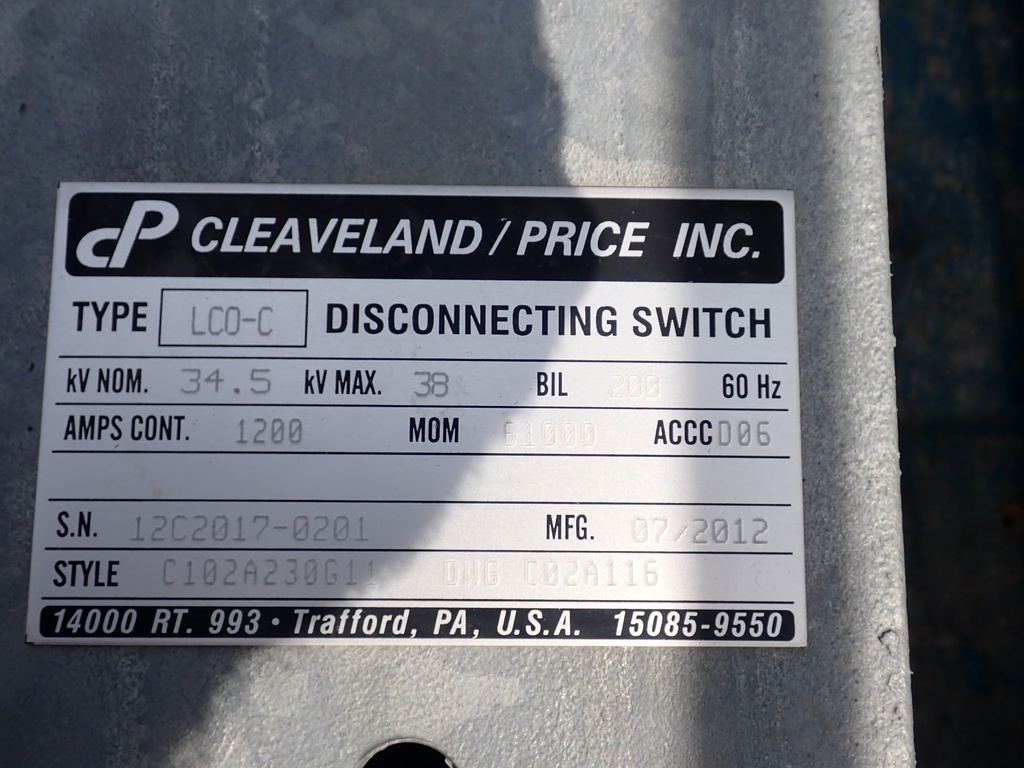 CP CLEAVELAND / PRICE INC.
TYPE LCO-C DISCONNECTING SWITCH
kV NOM. 34.5 kV MAX. 38 BIL 200 60 Hz
AMPS CONT. 1200 MOM 61000 ACCC D06
S.N. 12C2017-0201 MFG. 07/2012
STYLE C102A230G11 DWG C02A116
14000 RT. 993 • Trafford, PA, U.S.A. 15085-9550